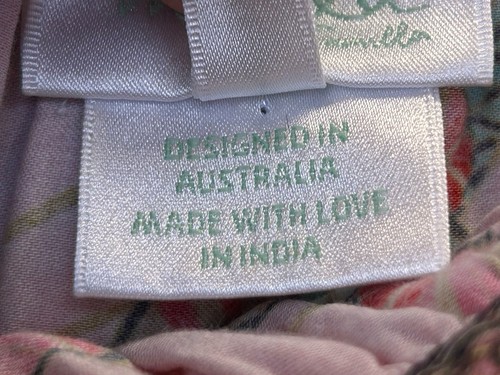 DESIGNED IN
AUSTRALIA
MADE WITH LOVE
IN INDIA